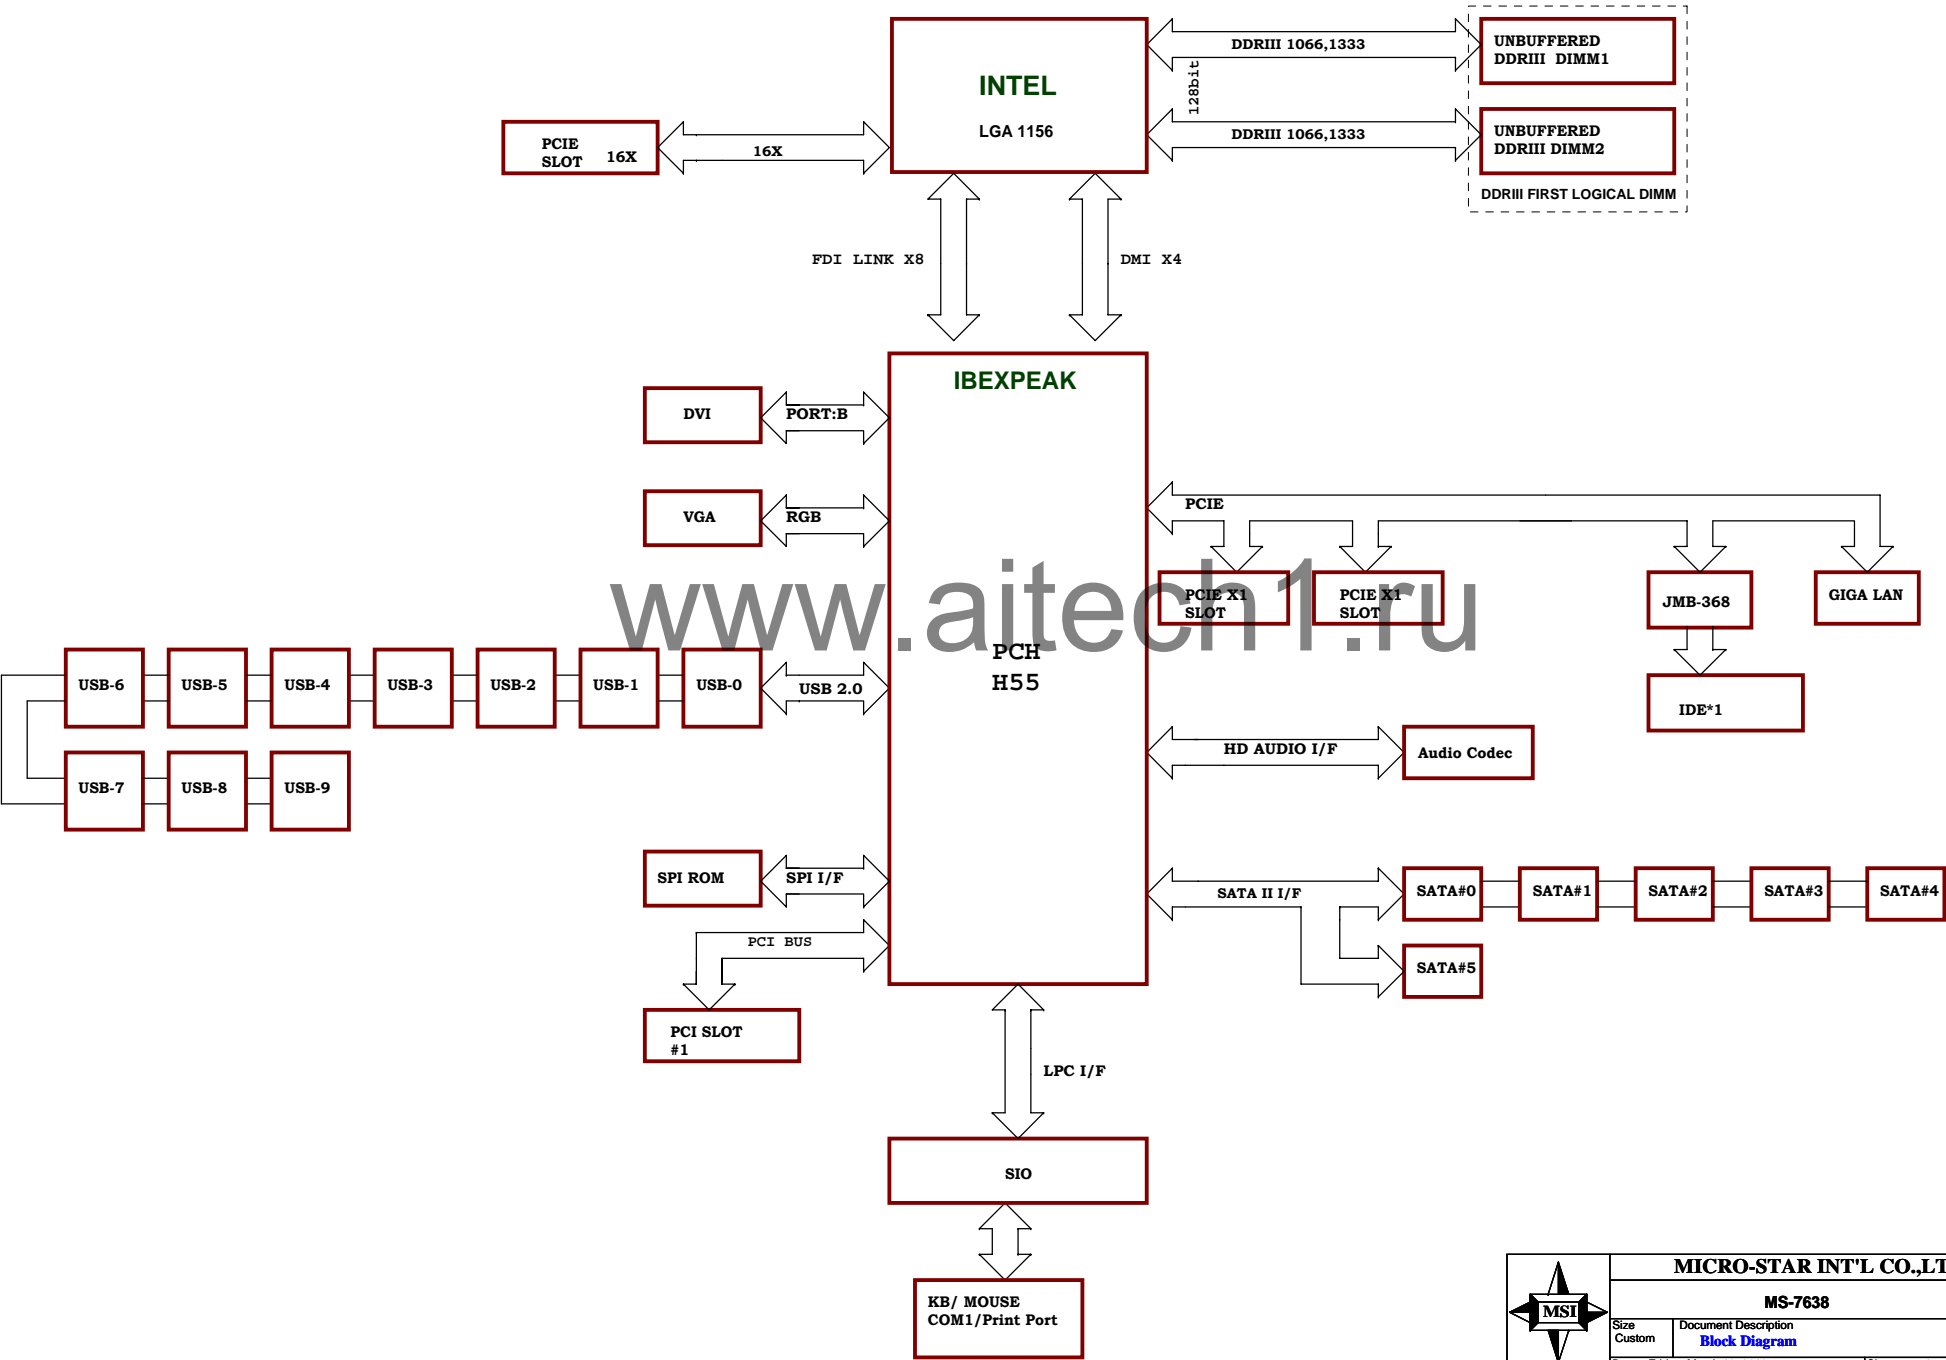 INTEL
LGA 1156
DDRIII 1066,1333
128bit
DDRIII 1066,1333
UNBUFFERED
DDRIII DIMM1
UNBUFFERED
DDRIII DIMM2
DDRIII FIRST LOGICAL DIMM
PCIE
SLOT 16X
16X
FDI LINK X8
DMI X4
IBEXPEAK
PCH
H55
DVI
PORT:B
VGA
RGB
PCIE
PCIE X1
SLOT
PCIE X1
SLOT
JMB-368
GIGA LAN
IDE*1
www.aitech1.ru
USB-6
USB-5
USB-4
USB-3
USB-2
USB-1
USB-0
USB 2.0
USB-7
USB-8
USB-9
HD AUDIO I/F
Audio Codec
SPI ROM
SPI I/F
SATA II I/F
SATA#0
SATA#1
SATA#2
SATA#3
SATA#4
SATA#5
PCI BUS
PCI SLOT
#1
LPC I/F
SIO
KB/ MOUSE
COM1/Print Port
MSI
MICRO-STAR INT'L CO.,LT
MS-7638
Size
Custom
Document Description
Block Diagram